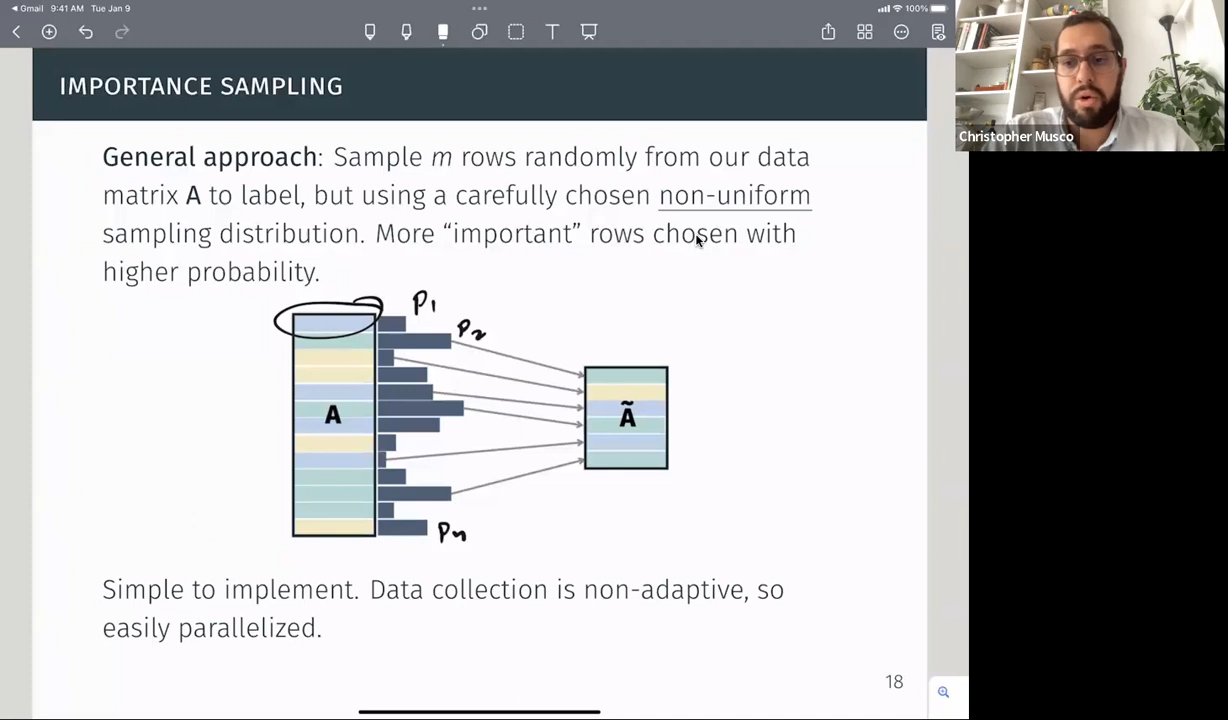 Gmail 9:41 AM Tue Jan 9
100%
T
IMPORTANCE SAMPLING
Christopher Musco
General approach: Sample m rows randomly from our data
matrix A to label, but using a carefully chosen non-uniform
sampling distribution. More “important” rows chosen with
higher probability.
p1
p2
A
Ã
pn
Simple to implement. Data collection is non-adaptive, so
easily parallelized.
18